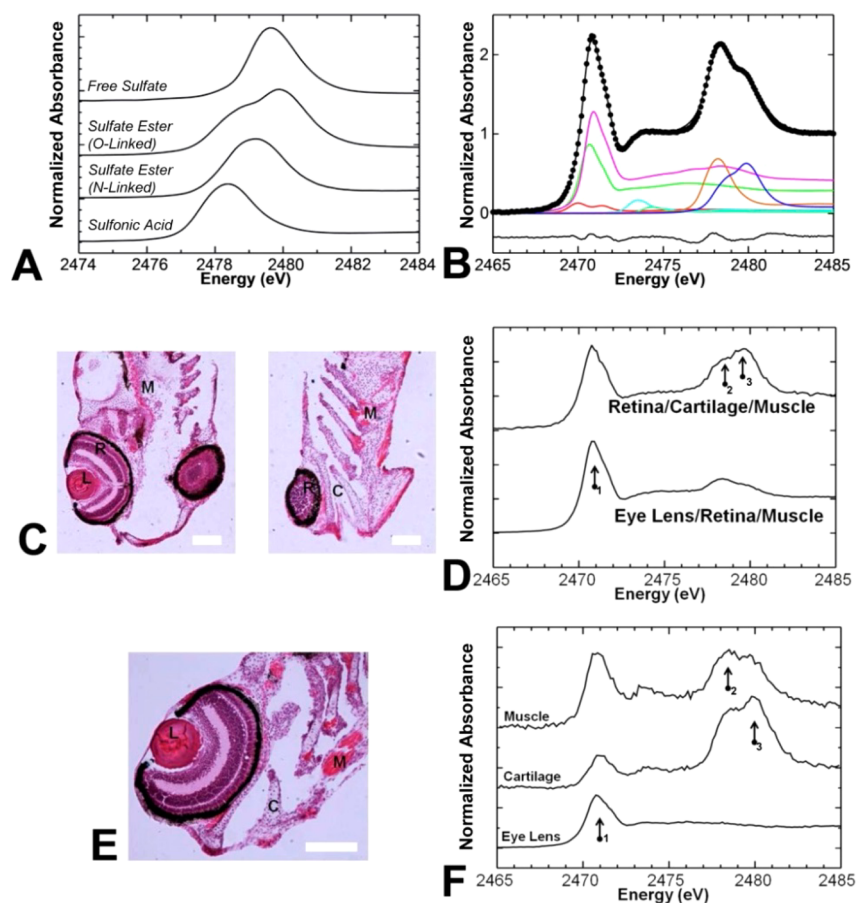 Normalized Absorbance
Free Sulfate
Sulfate Ester
(O-Linked)
Sulfate Ester
(N-Linked)
Sulfonic Acid
2474 2476 2478 2480 2482 2484
Energy (eV)
A
Normalized Absorbance
2
1
0
2465 2470 2475 2480 2485
Energy (eV)
B
M
R
L
M
R
C
C
Normalized Absorbance
2
3
Retina/Cartilage/Muscle
1
Eye Lens/Retina/Muscle
2465 2470 2475 2480 2485
Energy (eV)
D
L
M
C
E
Normalized Absorbance
Muscle
2
Cartilage
3
Eye Lens
1
2465 2470 2475 2480 2485
Energy (eV)
F